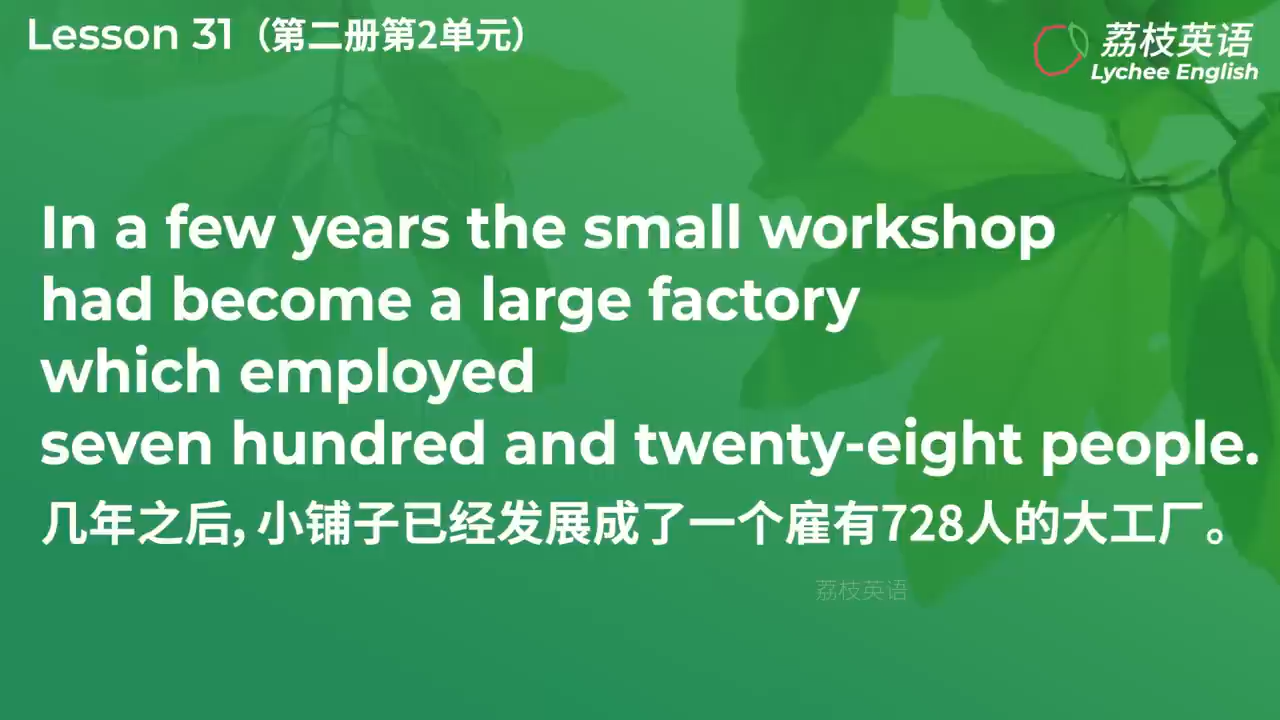 Lesson 31（第二册第2单元）
荔枝英语
Lychee English
In a few years the small workshop
had become a large factory
which employed
seven hundred and twenty-eight people.
几年之后，小铺子已经发展成了一个雇有728人的大工厂。
荔枝英语